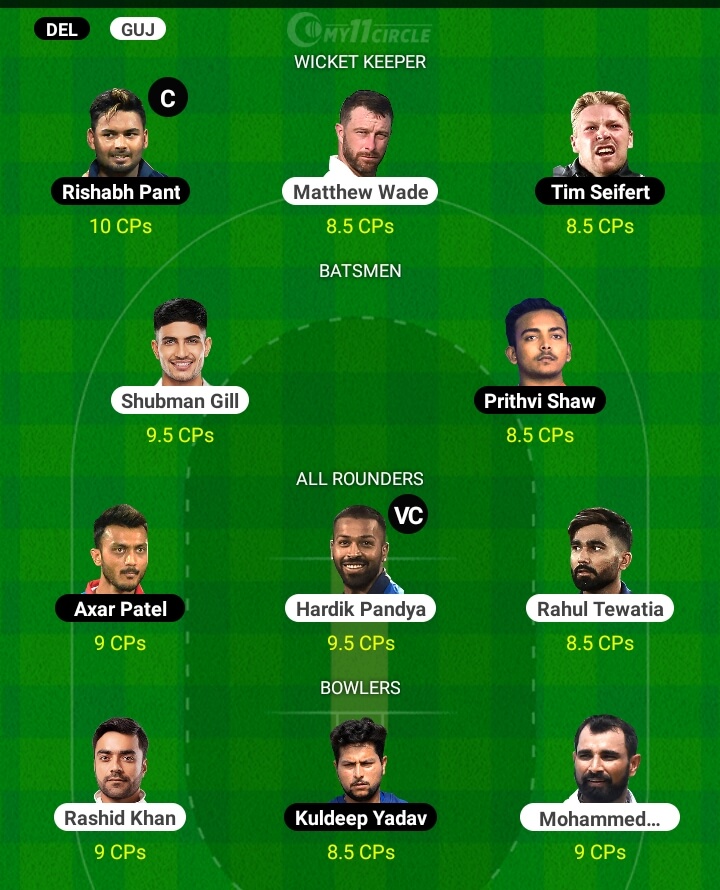 DEL GUJ
MY11CIRCLE
WICKET KEEPER
C
Rishabh Pant Matthew Wade Tim Seifert
10 CPs 8.5 CPs 8.5 CPs
BATSMEN
Shubman Gill Prithvi Shaw
9.5 CPs 8.5 CPs
ALL ROUNDERS
VC
Axar Patel Hardik Pandya Rahul Tewatia
9 CPs 9.5 CPs 8.5 CPs
BOWLERS
Rashid Khan Kuldeep Yadav Mohammed...
9 CPs 8.5 CPs 9 CPs